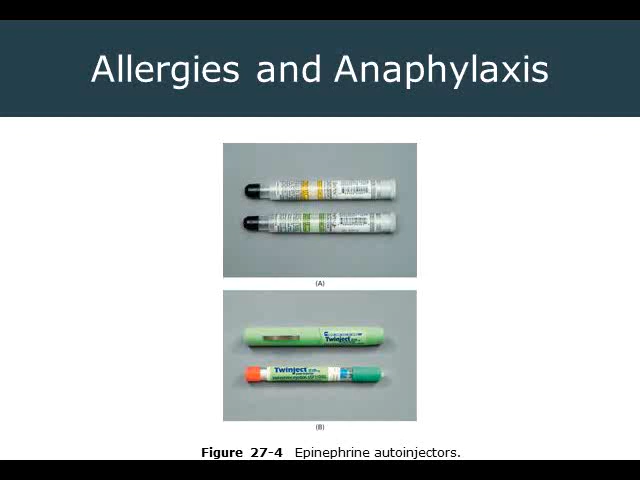 Allergies and Anaphylaxis
(A)
Twinject
Twinject
(B)
Figure 27-4 Epinephrine autoinjectors.